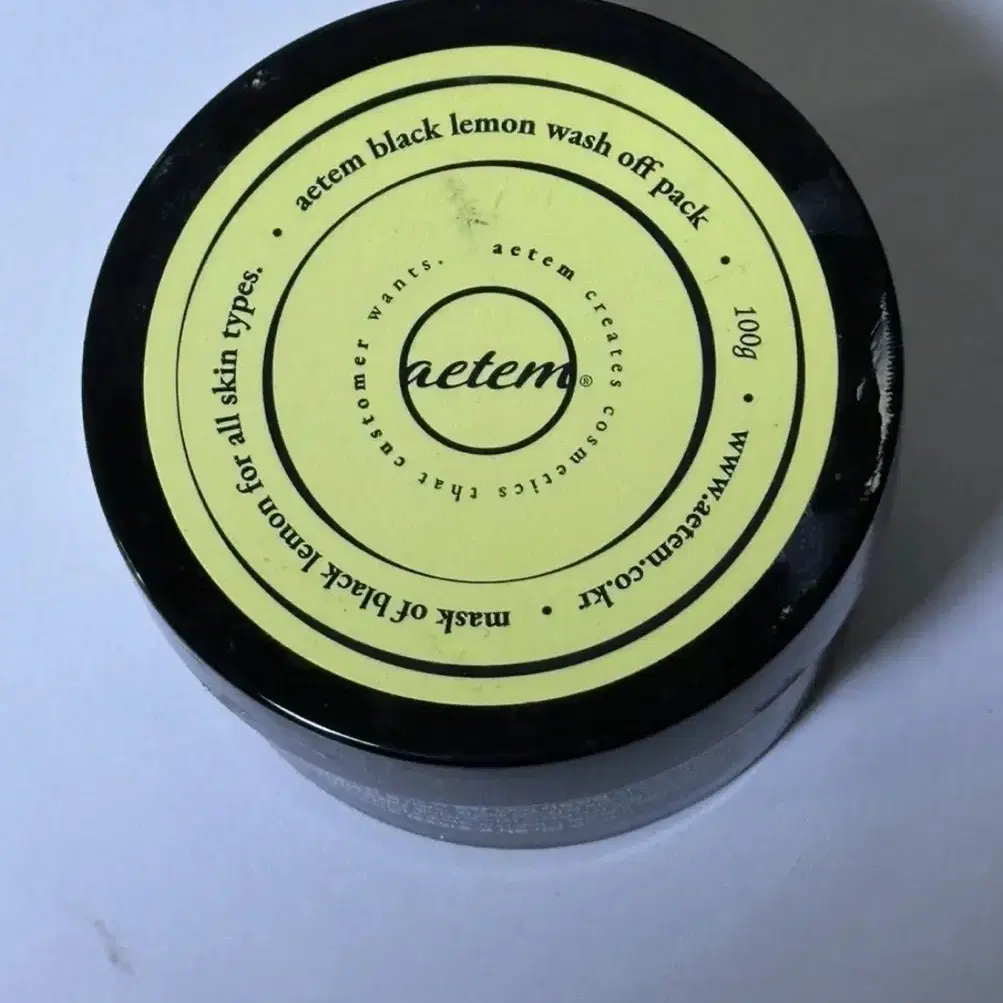 aetem black lemon wash off pack • 100g • www.aetem.co.kr • mask of black lemon for all skin types. •
aetem creates cosmetics that customer wants.
aetem®